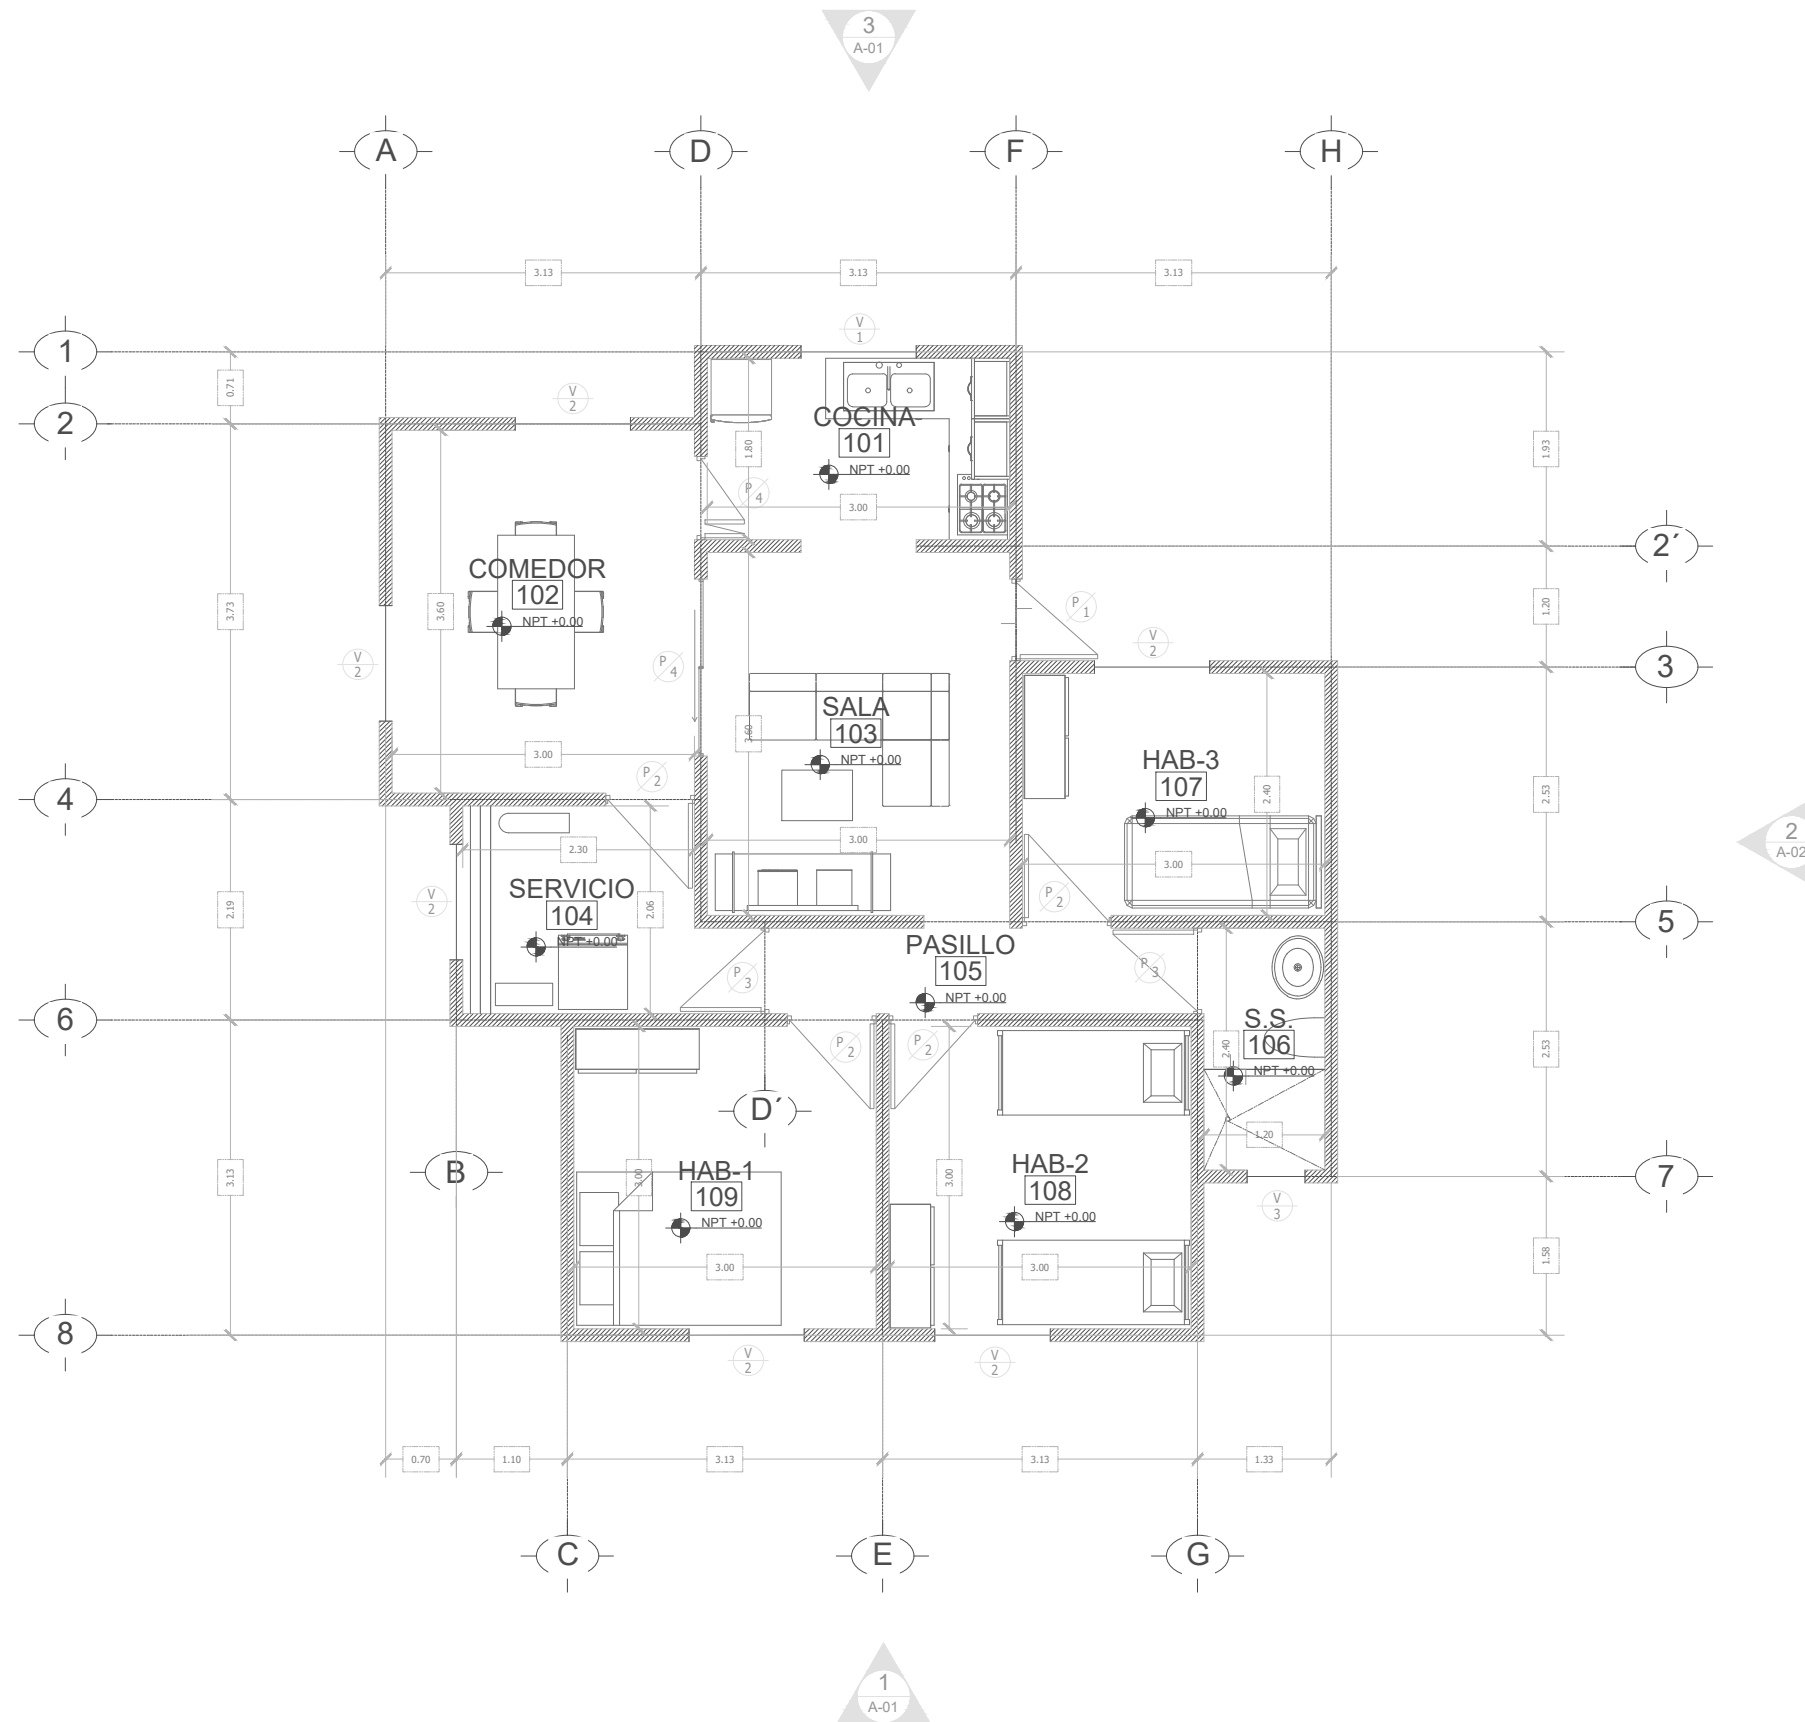 3
A-01
A
D
F
H
3.13
3.13
3.13
1
V
1
0.71
V
2
2
COCINA
101
1.80
1.93
NPT +0.00
P
4
3.00
2´
COMEDOR
102
3.73
3.60
NPT +0.00
P
1
1.20
V
2
V
2
P
4
3
SALA
103
3.60
NPT +0.00
3.00
HAB-3
107
P
2
4
2.40
2.53
NPT +0.00
2
A-02
2.30
3.00
3.00
SERVICIO
104
P
2
V
2
2.19
2.06
5
NPT +0.00
PASILLO
105
P
3
P
3
NPT +0.00
6
S.S.
106
P
2
P
2
2.40
2.53
NPT +0.00
D´
1.20
B
HAB-1
109
HAB-2
108
3.13
3.00
3.00
7
V
3
NPT +0.00
NPT +0.00
3.00
3.00
1.58
8
V
2
V
2
0.70
1.10
3.13
3.13
1.33
C
E
G
1
A-01